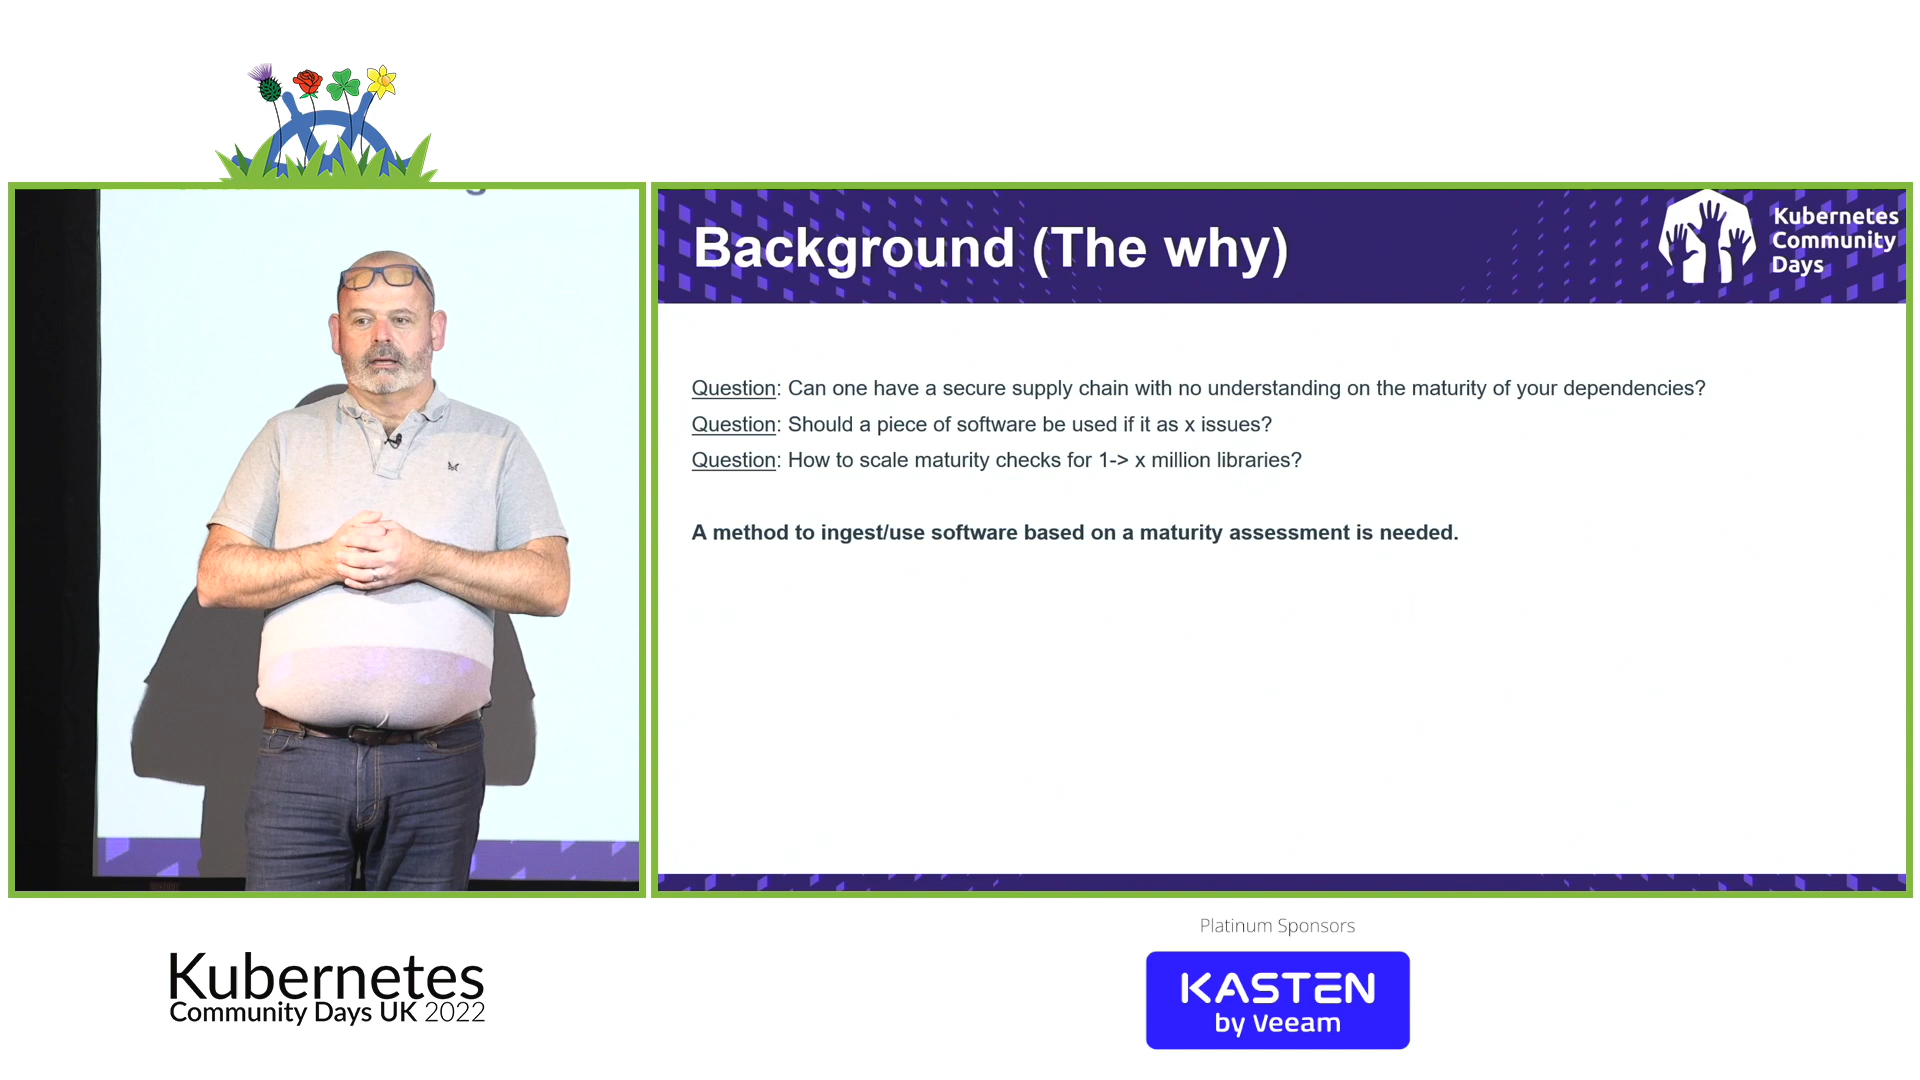 Background (The why)
Kubernetes
Community
Days
Question: Can one have a secure supply chain with no understanding on the maturity of your dependencies?
Question: Should a piece of software be used if it as x issues?
Question: How to scale maturity checks for 1-> x million libraries?
A method to ingest/use software based on a maturity assessment is needed.
Kubernetes
Community Days UK 2022
Platinum Sponsors
KASTEN
by Veeam